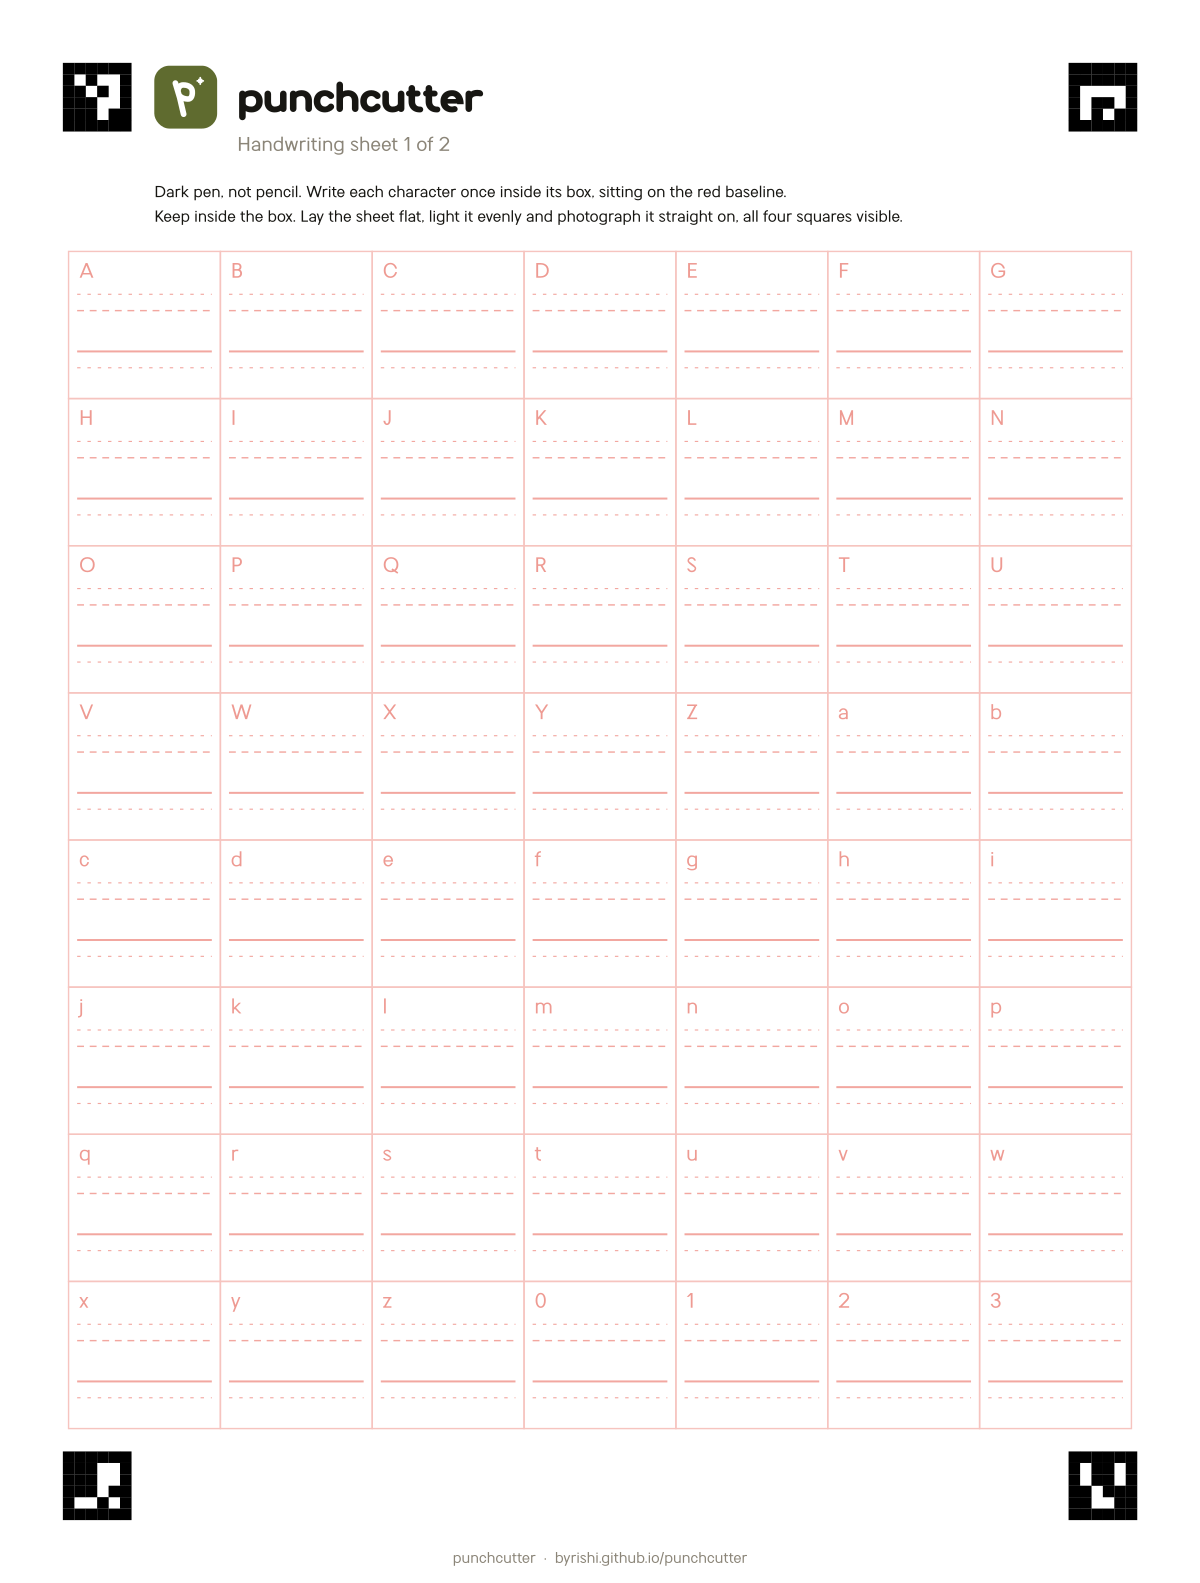 punchcutter
Handwriting sheet 1 of 2
Dark pen, not pencil. Write each character once inside its box, sitting on the red baseline.
Keep inside the box. Lay the sheet flat, light it evenly and photograph it straight on, all four squares visible.
A B C D E F G
H I J K L M N
O P Q R S T U
V W X Y Z a b
c d e f g h i
j k l m n o p
q r s t u v w
x y z 0 1 2 3
punchcutter · byrishi.github.io/punchcutter